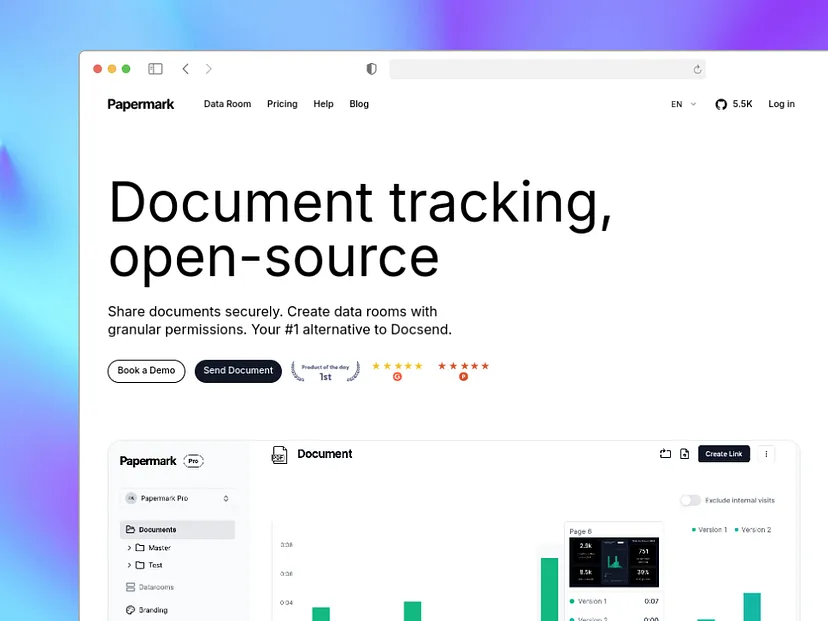 Papermark
Data Room
Pricing
Help
Blog
EN
5.5K
Log in
Document tracking,
open-source
Share documents securely. Create data rooms with
granular permissions. Your #1 alternative to Docsend.
Book a Demo
Send Document
Product of the day
1st
G
P
Papermark
Pro
PDF
Document
Create Link
Papermark Pro
Exclude internal visits
Documents
Version 1
Version 2
Page 6
Master
Test
Datarooms
Branding
0:08
0:06
0:04
2.3k
751
8.5k
39%
Version 1
0:07
Version 2
0:00